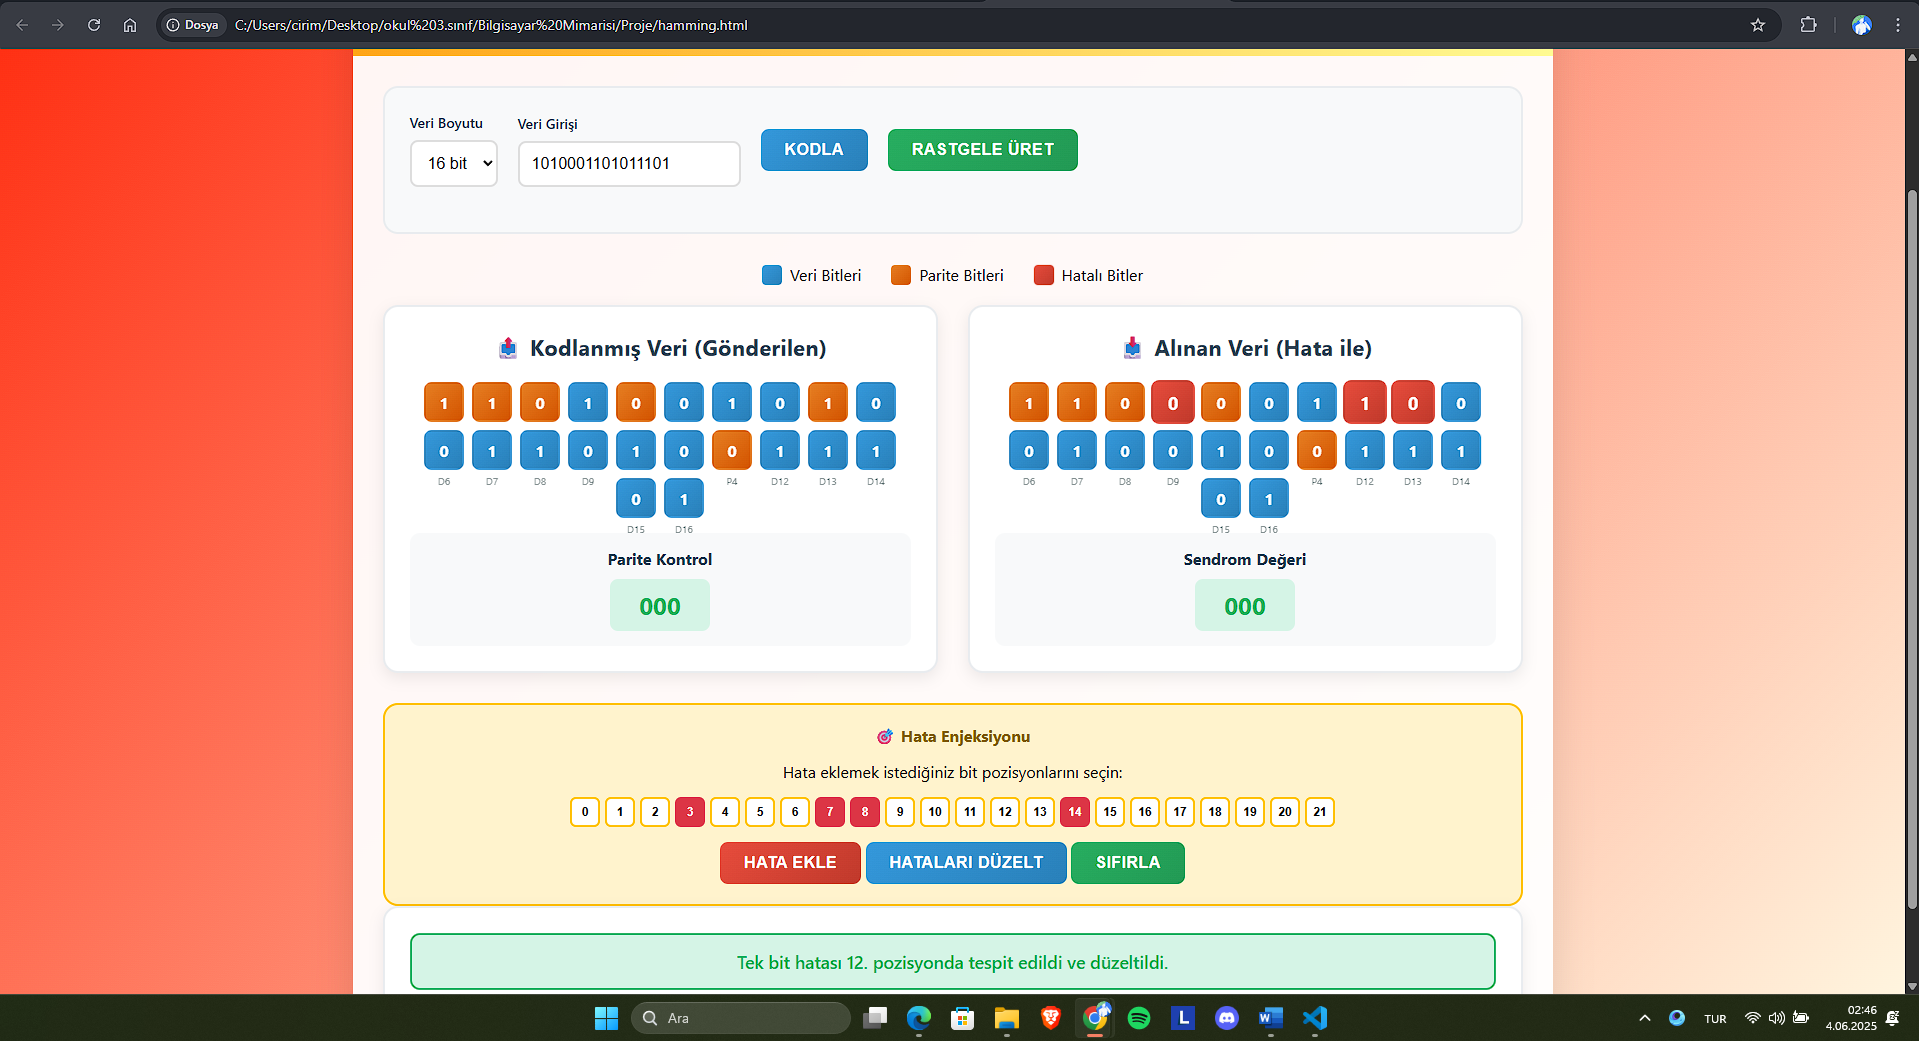 Dosya C:/Users/cirim/Desktop/okul%203.sınıf/Bilgisayar%20Mimarisi/Proje/hamming.html
Veri Boyutu Veri Girişi
16 bit 1010001101011101 KODLA RASTGELE ÜRET
Veri Bitleri Parite Bitleri Hatalı Bitler
Kodlanmış Veri (Gönderilen)
1 1 0 1 0 0 1 0 1 0
0 1 1 0 1 0 0 1 1 1
D6 D7 D8 D9 P4 D12 D13 D14
0 1
D15 D16
Parite Kontrol
000
Alınan Veri (Hata ile)
1 1 0 0 0 0 1 1 0 0
0 1 0 0 1 0 0 1 1 1
D6 D7 D8 D9 P4 D12 D13 D14
0 1
D15 D16
Sendrom Değeri
000
Hata Enjeksiyonu
Hata eklemek istediğiniz bit pozisyonlarını seçin:
0 1 2 3 4 5 6 7 8 9 10 11 12 13 14 15 16 17 18 19 20 21
HATA EKLE HATALARI DÜZELT SIFIRLA
Tek bit hatası 12. pozisyonda tespit edildi ve düzeltildi.
Ara L W TUR 02:46
4.06.2025